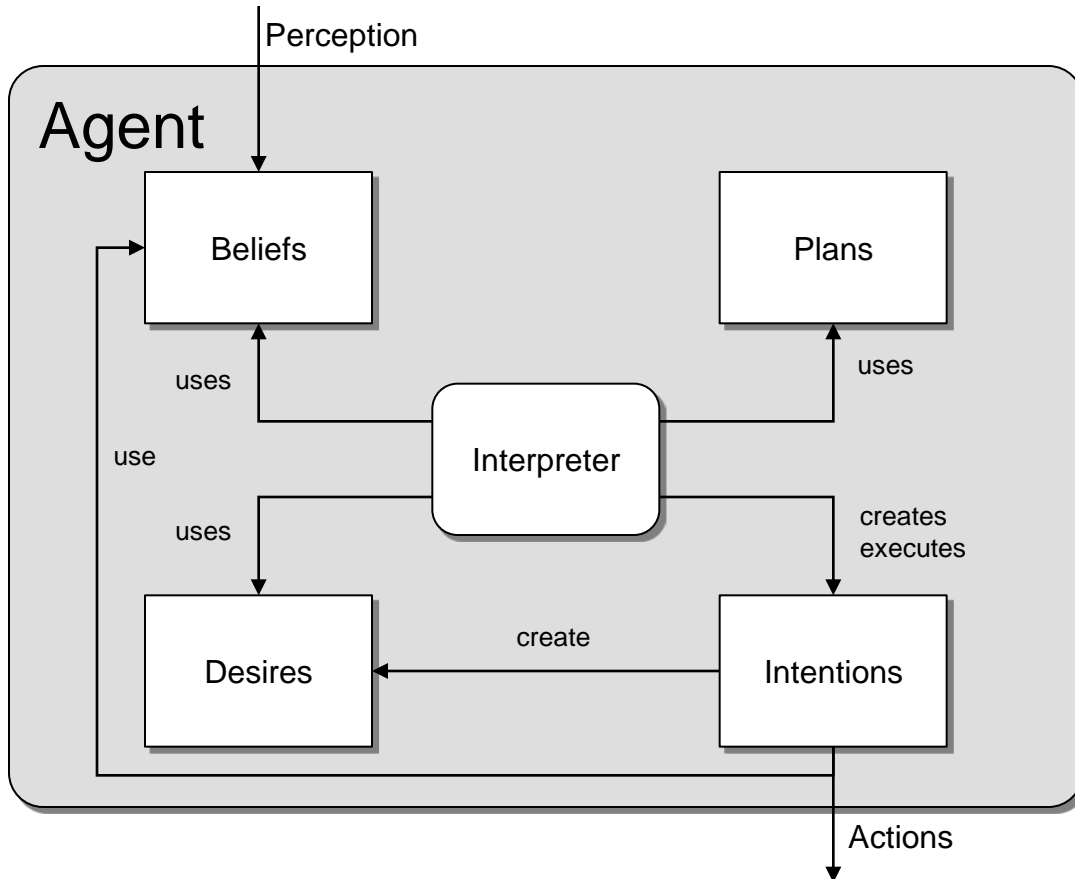 Perception
Agent
Beliefs
Plans
uses
uses
Interpreter
use
uses
creates
executes
create
Desires
Intentions
Actions